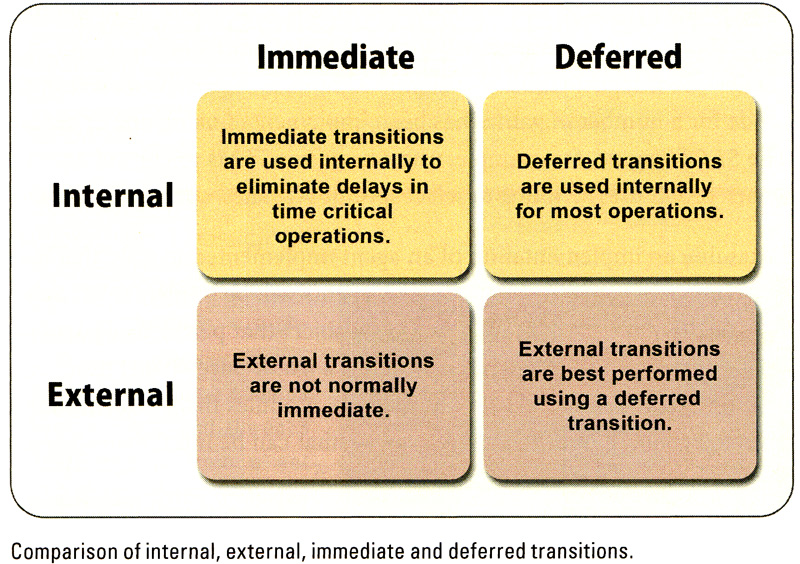 Immediate
Deferred
Internal
Immediate transitions
are used internally to
eliminate delays in
time critical
operations.
Deferred transitions
are used internally
for most operations.
External
External transitions
are not normally
immediate.
External transitions
are best performed
using a deferred
transition.
Comparison of internal, external, immediate and deferred transitions.